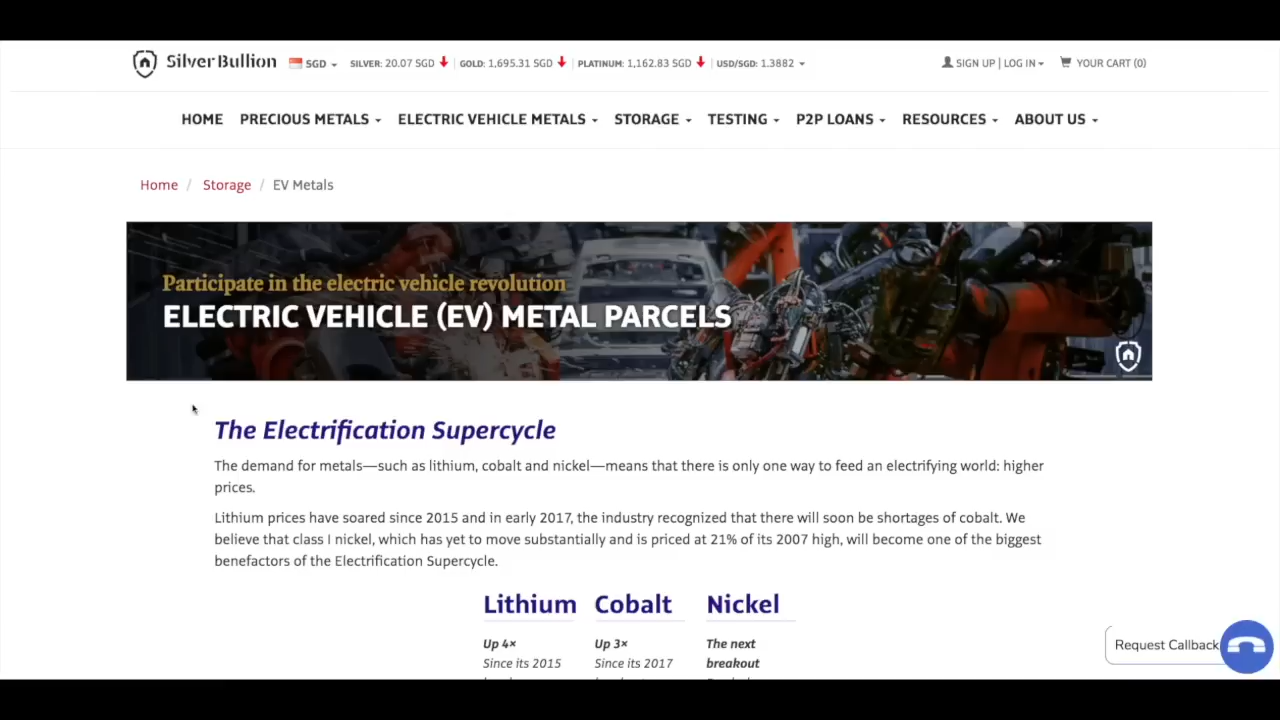 Silver Bullion SGD SILVER: 20.07 SGD GOLD: 1,695.31 SGD PLATINUM: 1,162.83 SGD USD/SGD: 1.3882 SIGN UP | LOG IN YOUR CART (0)
HOME PRECIOUS METALS ELECTRIC VEHICLE METALS STORAGE TESTING P2P LOANS RESOURCES ABOUT US
Home / Storage / EV Metals
Participate in the electric vehicle revolution
ELECTRIC VEHICLE (EV) METAL PARCELS
The Electrification Supercycle
The demand for metals—such as lithium, cobalt and nickel—means that there is only one way to feed an electrifying world: higher
prices.
Lithium prices have soared since 2015 and in early 2017, the industry recognized that there will soon be shortages of cobalt. We
believe that class I nickel, which has yet to move substantially and is priced at 21% of its 2007 high, will become one of the biggest
benefactors of the Electrification Supercycle.
Lithium Cobalt Nickel
Up 4× Up 3× The next
Since its 2015 Since its 2017 breakout
Request Callback